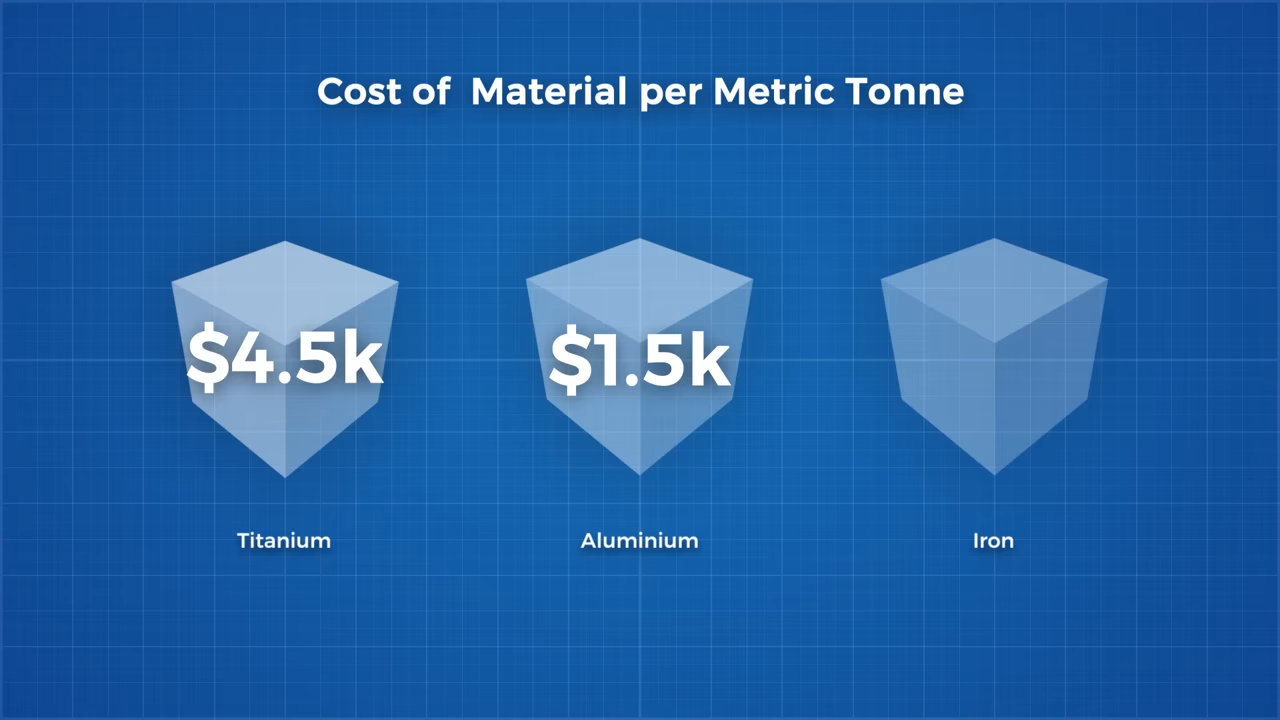 Cost of  Material per Metric Tonne
$4.5k
$1.5k
Titanium
Aluminium
Iron